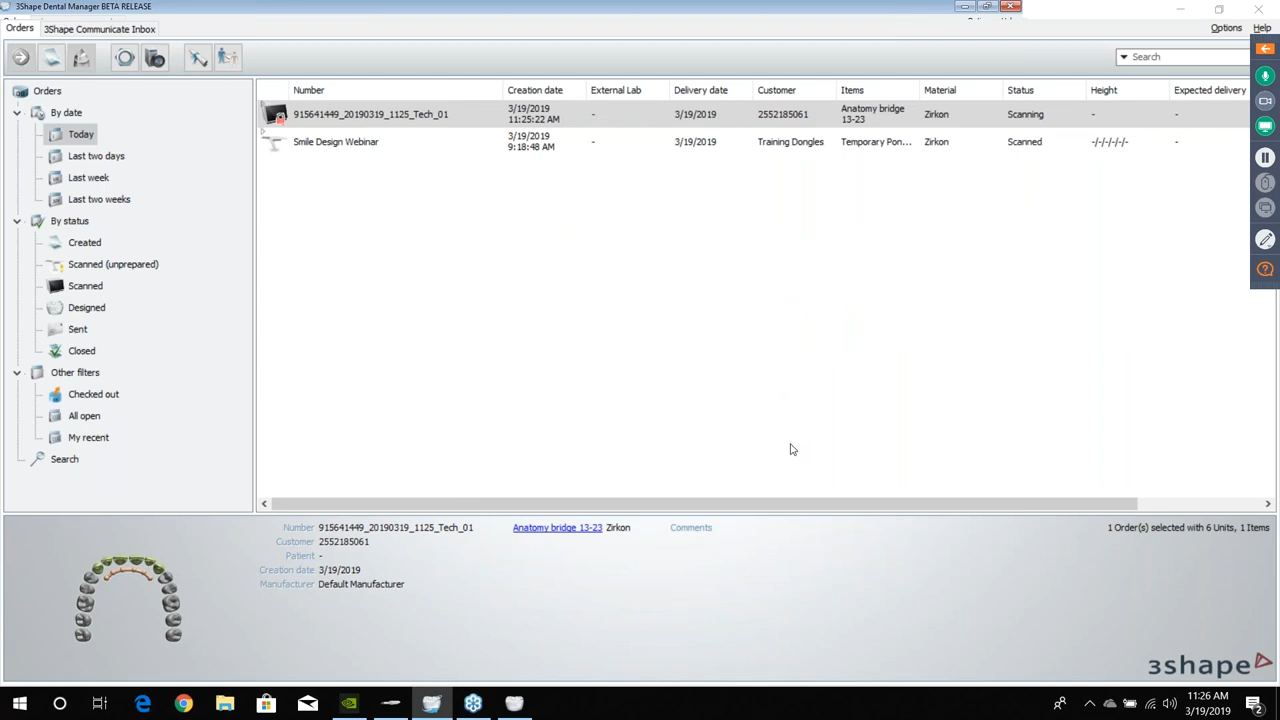 3Shape Dental Manager BETA RELEASE
Orders
3Shape Communicate Inbox
Options
Help
Search
Orders
By date
Today
Last two days
Last week
Last two weeks
By status
Created
Scanned (unprepared)
Scanned
Designed
Sent
Closed
Other filters
Checked out
All open
My recent
Search
Number Creation date External Lab Delivery date Customer Items Material Status Height Expected delivery
915641449_20190319_1125_Tech_01 3/19/2019 11:25:22 AM - 3/19/2019 2552185061 Anatomy bridge 13-23 Zirkon Scanning - -
Smile Design Webinar 3/19/2019 9:18:48 AM - 3/19/2019 Training Dongles Temporary Pon... Zirkon Scanned -/-/-/-/- -
Number 915641449_20190319_1125_Tech_01
Customer 2552185061
Patient -
Creation date 3/19/2019
Manufacturer Default Manufacturer
Anatomy bridge 13-23 Zirkon
Comments
1 Order(s) selected with 6 Units, 1 Items
3shape
11:26 AM
3/19/2019
2